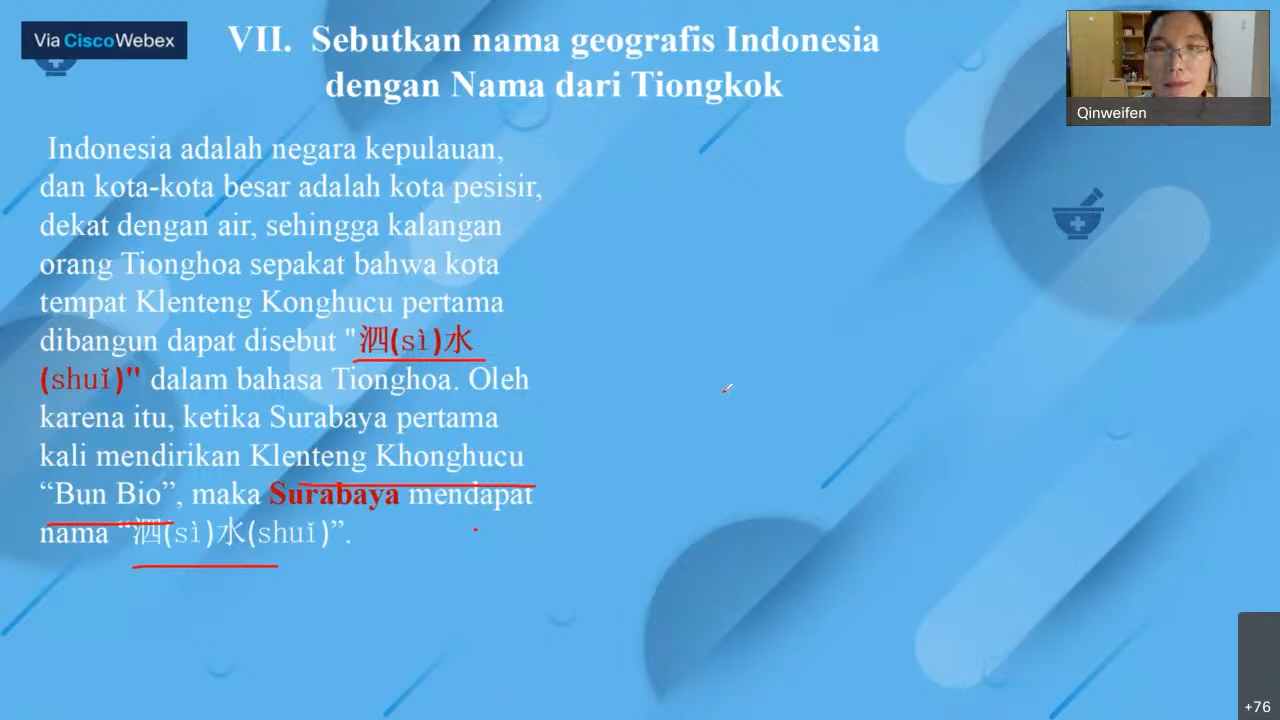 Via Cisco Webex
VII. Sebutkan nama geografis Indonesia
dengan Nama dari Tiongkok
Qinweifen
Indonesia adalah negara kepulauan,
dan kota-kota besar adalah kota pesisir,
dekat dengan air, sehingga kalangan
orang Tionghoa sepakat bahwa kota
tempat Klenteng Konghucu pertama
dibangun dapat disebut "泗(sì)水
(shuǐ)" dalam bahasa Tionghoa. Oleh
karena itu, ketika Surabaya pertama
kali mendirikan Klenteng Khonghucu
“Bun Bio”, maka Surabaya mendapat
nama “泗(sì)水(shuǐ)”.
+76